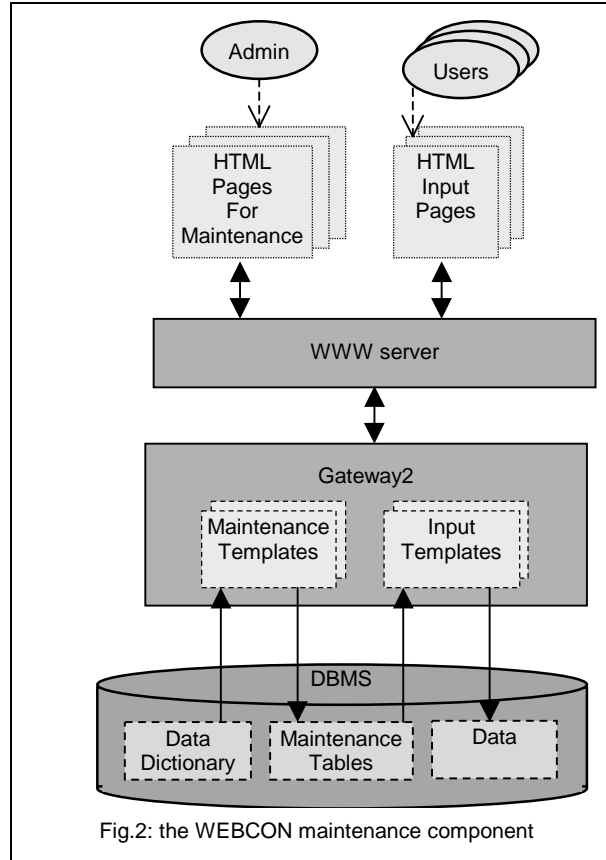 Admin
Users
HTML
Pages
For
Maintenance
HTML
Input
Pages
WWW server
Gateway2
Maintenance
Templates
Input
Templates
DBMS
Data
Dictionary
Maintenance
Tables
Data
Fig.2: the WEBCON maintenance component